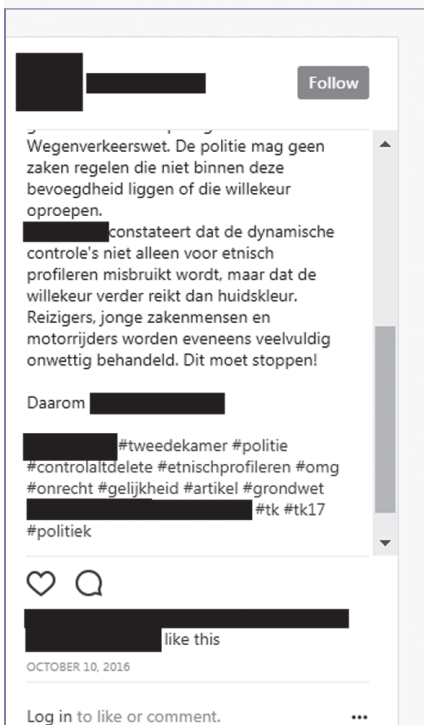 Follow
Wegenverkeerswet. De politie mag geen
zaken regelen die niet binnen deze
bevoegdheid liggen of die willekeur
oproepen.
constateert dat de dynamische
controle's niet alleen voor etnisch
profileren misbruikt wordt, maar dat de
willekeur verder reikt dan huidskleur.
Reizigers, jonge zakenmensen en
motorrijders worden eveneens veelvuldig
onwettig behandeld. Dit moet stoppen!
Daarom
#tweedekamer #politie
#controlaltdelete #etnischprofileren #omg
#onrecht #gelijkheid #artikel #grondwet
#tk #tk17
#politiek
like this
OCTOBER 10, 2016
Log in to like or comment.